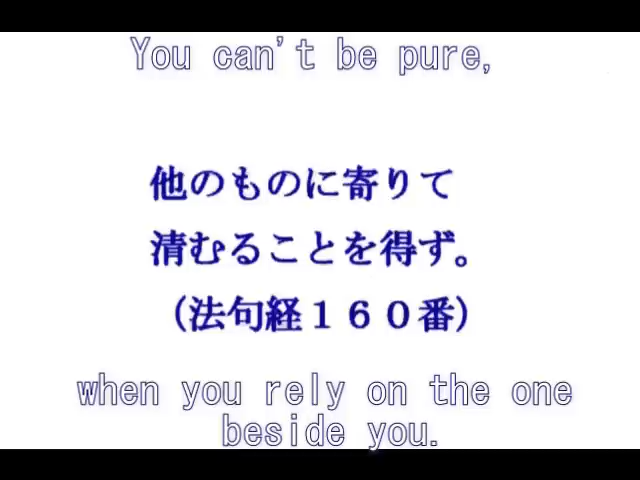 You can't be pure,
他のものに寄りて
清むることを得ず。
（法句経１６０番）
when you rely on the one
beside you.